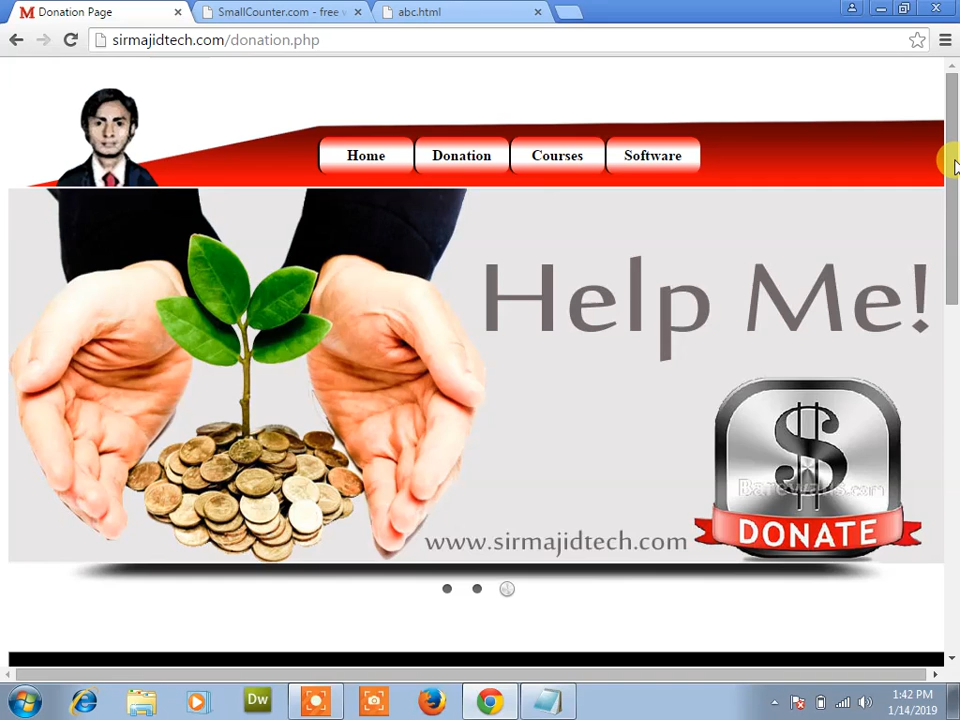 Donation Page
SmallCounter.com - free w
abc.html
sirmajidtech.com/donation.php
Home
Donation
Courses
Software
Help Me!
$
DONATE
www.sirmajidtech.com
Dw
1:42 PM
1/14/2019